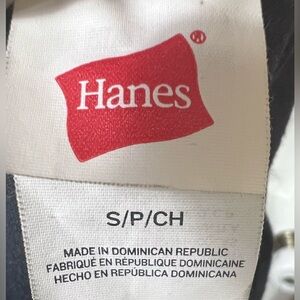 Hanes®
S/P/CH
MADE IN DOMINICAN REPUBLIC
FABRIQUÉ EN RÉPUBLIQUE DOMINICAINE
HECHO EN REPÚBLICA DOMINICANA